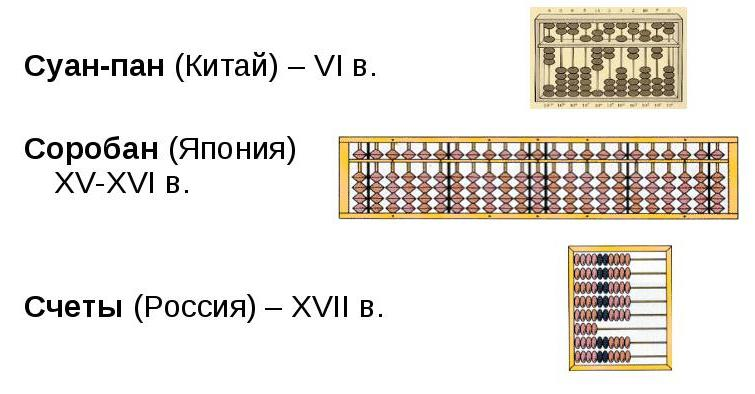 Суан-пан (Китай) – VI в.
Соробан (Япония)
XV-XVI в.
Счеты (Россия) – XVII в.